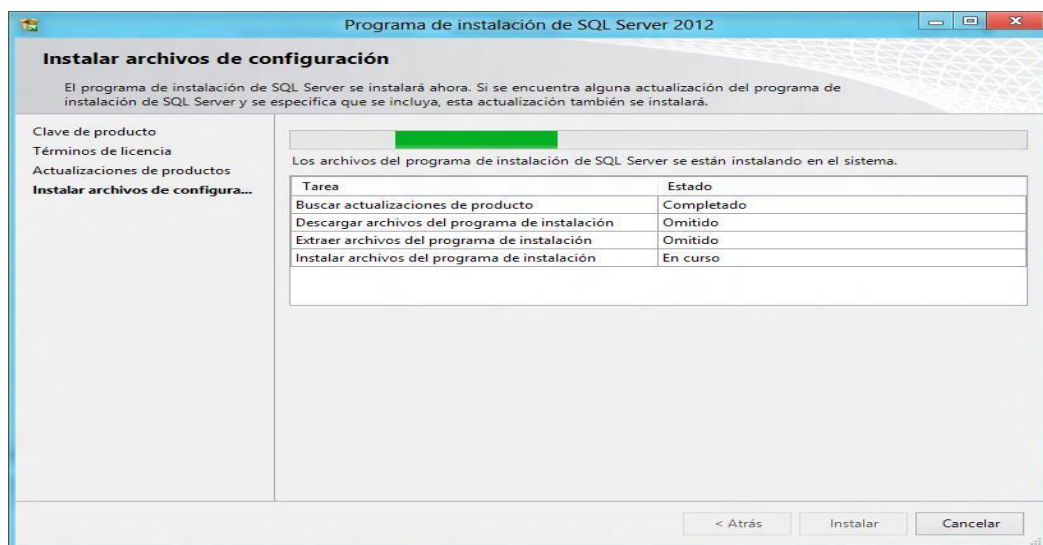 Programa de instalación de SQL Server 2012
Instalar archivos de configuración
El programa de instalación de SQL Server se instalará ahora. Si se encuentra alguna actualización del programa de
instalación de SQL Server y se especifica que se incluya, esta actualización también se instalará.
Clave de producto
Términos de licencia
Actualizaciones de productos
Instalar archivos de configura...
Los archivos del programa de instalación de SQL Server se están instalando en el sistema.
Tarea Estado
Buscar actualizaciones de producto Completado
Descargar archivos del programa de instalación Omitido
Extraer archivos del programa de instalación Omitido
Instalar archivos del programa de instalación En curso
< Atrás Instalar Cancelar